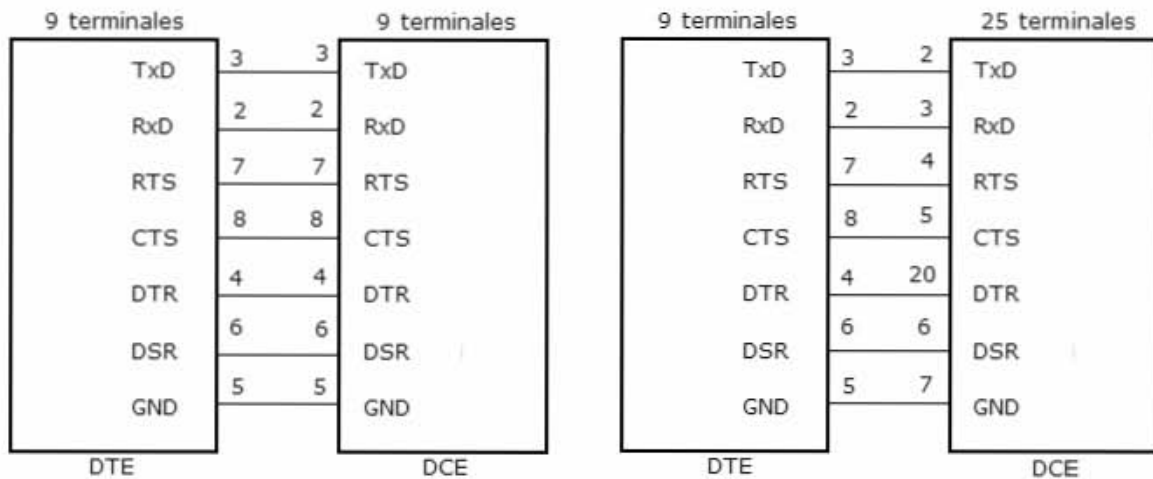 9 terminales 9 terminales 9 terminales 25 terminales
TxD 3 3 TxD TxD 3 2 TxD
RxD 2 2 RxD RxD 2 3 RxD
RTS 7 7 RTS RTS 7 4 RTS
CTS 8 8 CTS CTS 8 5 CTS
DTR 4 4 DTR DTR 4 20 DTR
DSR 6 6 DSR DSR 6 6 DSR
GND 5 5 GND GND 5 7 GND
DTE DCE DTE DCE